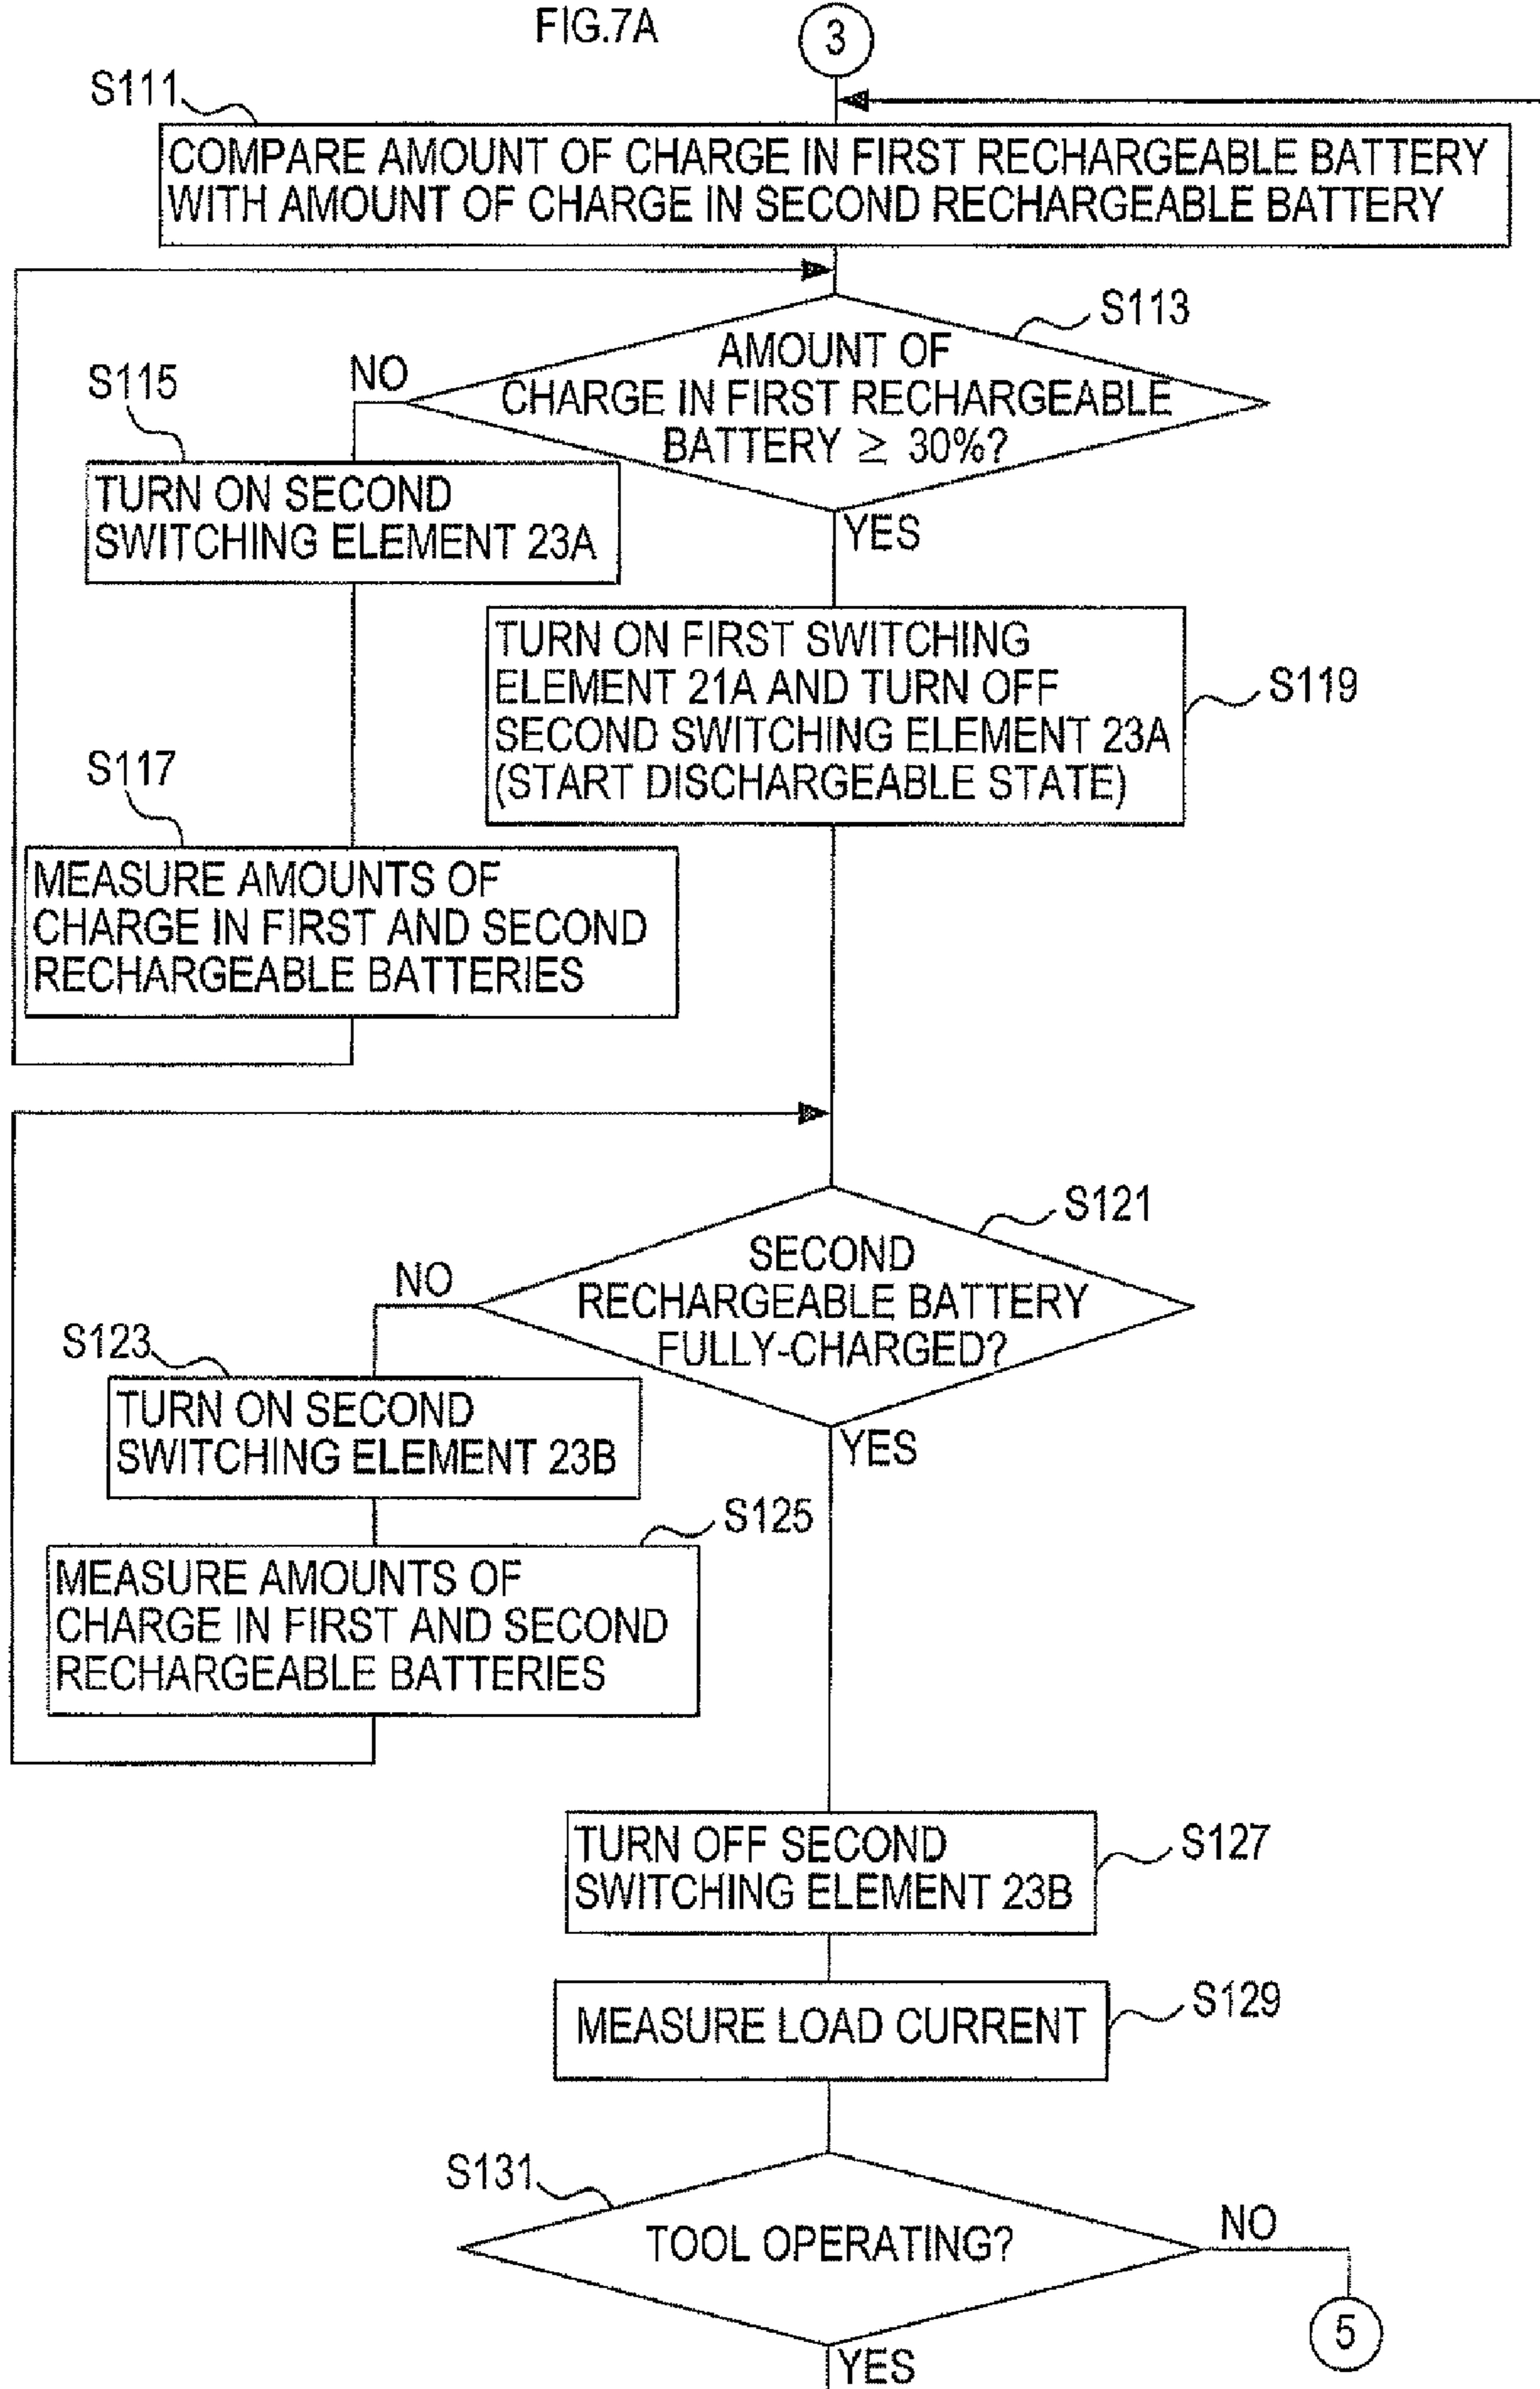 FIG.7A
3
S111
COMPARE AMOUNT OF CHARGE IN FIRST RECHARGEABLE BATTERY
WITH AMOUNT OF CHARGE IN SECOND RECHARGEABLE BATTERY
S113
AMOUNT OF
CHARGE IN FIRST RECHARGEABLE
BATTERY ≥ 30%?
NO
S115
TURN ON SECOND
SWITCHING ELEMENT 23A
YES
TURN ON FIRST SWITCHING
ELEMENT 21A AND TURN OFF
SECOND SWITCHING ELEMENT 23A
(START DISCHARGEABLE STATE)
S119
S117
MEASURE AMOUNTS OF
CHARGE IN FIRST AND SECOND
RECHARGEABLE BATTERIES
S121
SECOND
RECHARGEABLE BATTERY
FULLY-CHARGED?
NO
S123
TURN ON SECOND
SWITCHING ELEMENT 23B
YES
S125
MEASURE AMOUNTS OF
CHARGE IN FIRST AND SECOND
RECHARGEABLE BATTERIES
TURN OFF SECOND
SWITCHING ELEMENT 23B
S127
MEASURE LOAD CURRENT
S129
S131
TOOL OPERATING?
NO
5
YES